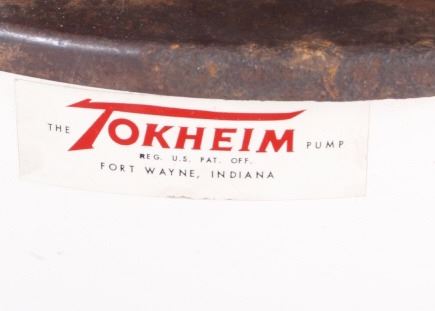 THE TOKHEIM PUMP
REG. U.S. PAT. OFF.
FORT WAYNE, INDIANA